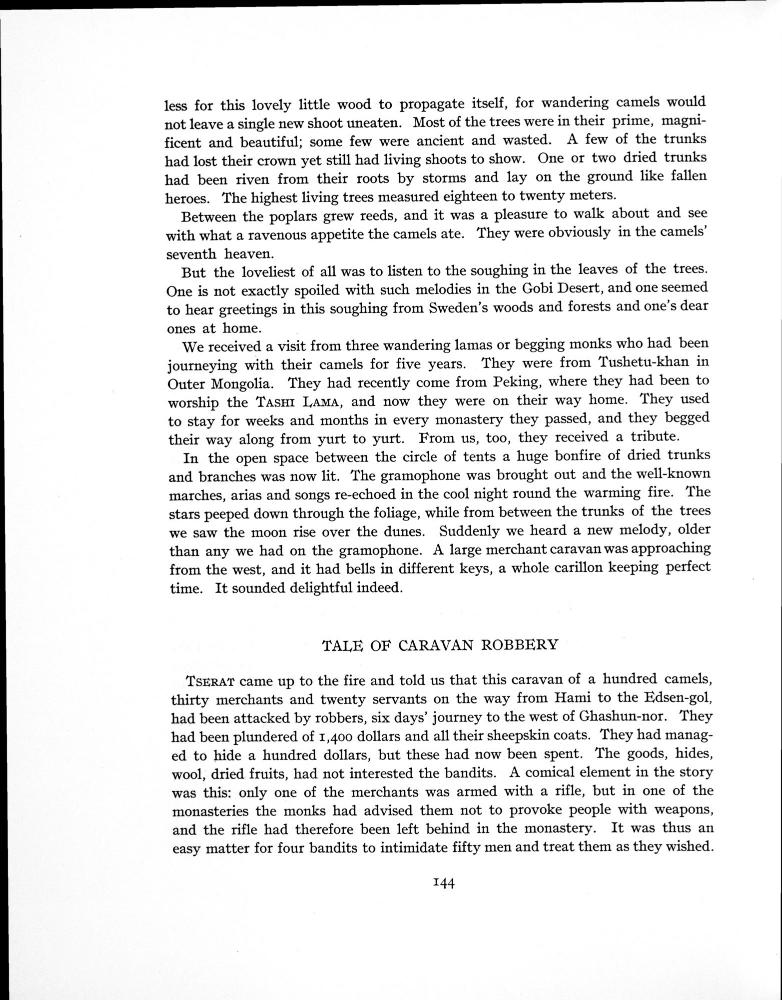 less for this lovely little wood to propagate itself, for wandering camels would
not leave a single new shoot uneaten. Most of the trees were in their prime, magni-
ficent and beautiful; some few were ancient and wasted. A few of the trunks
had lost their crown yet still had living shoots to show. One or two dried trunks
had been riven from their roots by storms and lay on the ground like fallen
heroes. The highest living trees measured eighteen to twenty meters.
Between the poplars grew reeds, and it was a pleasure to walk about and see
with what a ravenous appetite the camels ate. They were obviously in the camels'
seventh heaven.
But the loveliest of all was to listen to the soughing in the leaves of the trees.
One is not exactly spoiled with such melodies in the Gobi Desert, and one seemed
to hear greetings in this soughing from Sweden's woods and forests and one's dear
ones at home.
We received a visit from three wandering lamas or begging monks who had been
journeying with their camels for five years. They were from Tushetu-khan in
Outer Mongolia. They had recently come from Peking, where they had been to
worship the TASHI LAMA, and now they were on their way home. They used
to stay for weeks and months in every monastery they passed, and they begged
their way along from yurt to yurt. From us, too, they received a tribute.
In the open space between the circle of tents a huge bonfire of dried trunks
and branches was now lit. The gramophone was brought out and the well-known
marches, arias and songs re-echoed in the cool night round the warming fire. The
stars peeped down through the foliage, while from between the trunks of the trees
we saw the moon rise over the dunes. Suddenly we heard a new melody, older
than any we had on the gramophone. A large merchant caravan was approaching
from the west, and it had bells in different keys, a whole carillon keeping perfect
time. It sounded delightful indeed.
TALE OF CARAVAN ROBBERY
TSERAT came up to the fire and told us that this caravan of a hundred camels,
thirty merchants and twenty servants on the way from Hami to the Edsen-gol,
had been attacked by robbers, six days' journey to the west of Ghashun-nor. They
had been plundered of 1,400 dollars and all their sheepskin coats. They had manag-
ed to hide a hundred dollars, but these had now been spent. The goods, hides,
wool, dried fruits, had not interested the bandits. A comical element in the story
was this: only one of the merchants was armed with a rifle, but in one of the
monasteries the monks had advised them not to provoke people with weapons,
and the rifle had therefore been left behind in the monastery. It was thus an
easy matter for four bandits to intimidate fifty men and treat them as they wished.
144